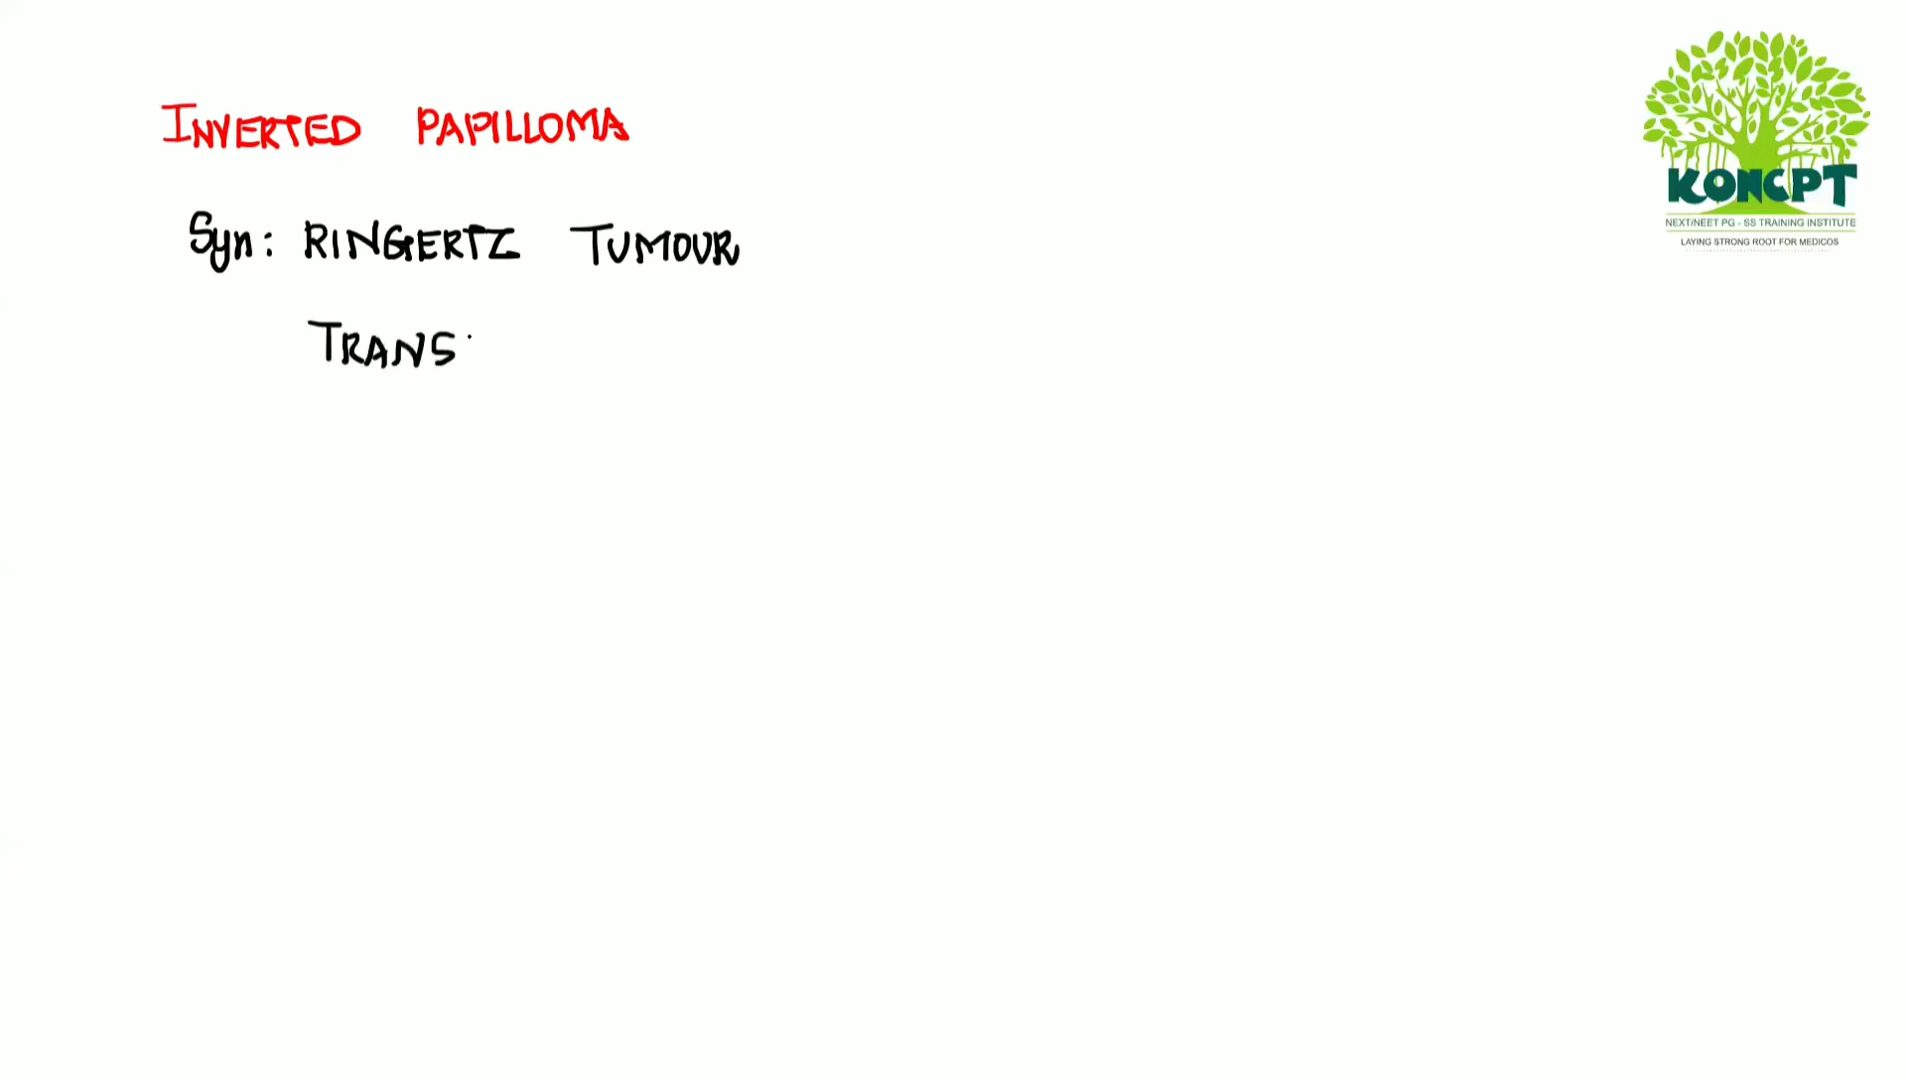 INVERTED PAPILLOMA
Syn: RINGERTZ TUMOUR
TRANS
KONCPT
NEXT/NEET PG - SS TRAINING INSTITUTE
LAYING STRONG ROOT FOR MEDICOS